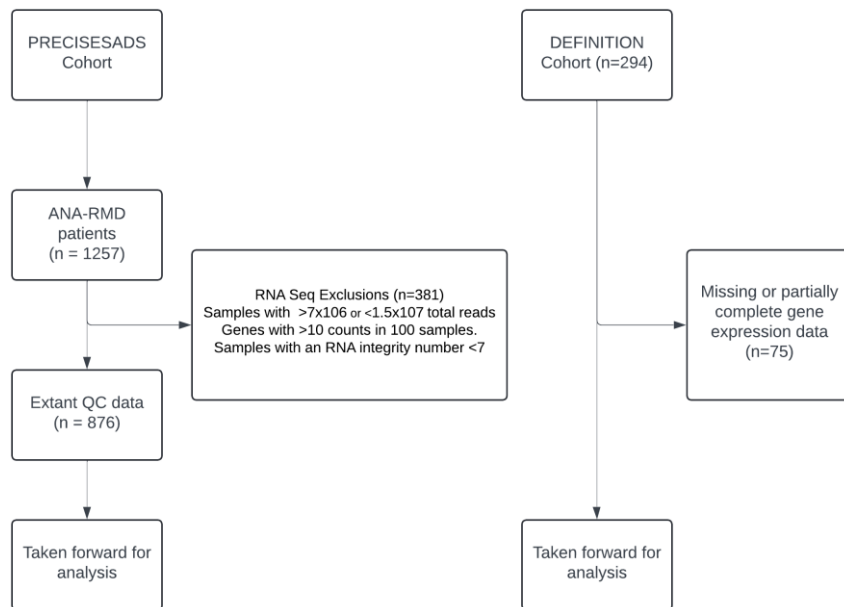 PRECISESADS
Cohort
DEFINITION
Cohort (n=294)
ANA-RMD
patients
(n = 1257)
RNA Seq Exclusions (n=381)
Samples with >7x106 or <1.5x107 total reads
Genes with >10 counts in 100 samples.
Samples with an RNA integrity number <7
Missing or partially
complete gene
expression data
(n=75)
Extant QC data
(n = 876)
Taken forward for
analysis
Taken forward for
analysis